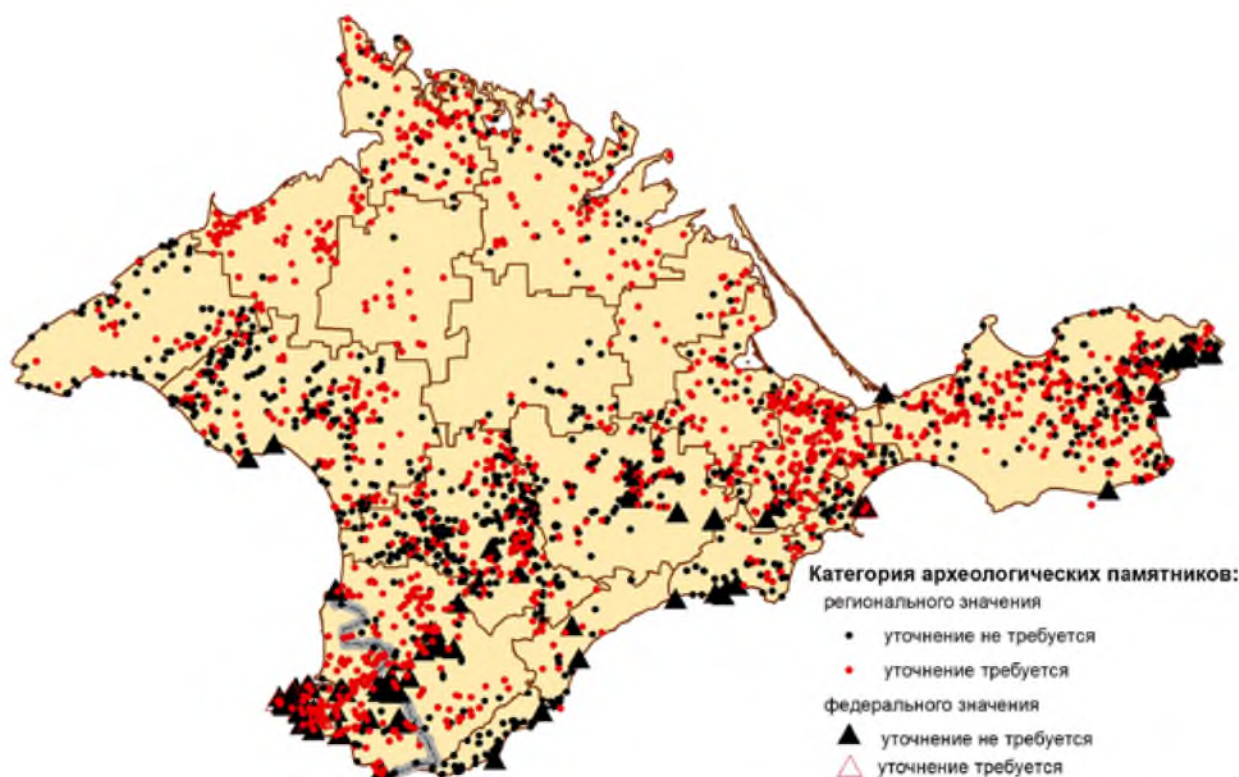 Категория археологических памятников:
регионального значения
уточнение не требуется
уточнение требуется
федерального значения
уточнение не требуется
уточнение требуется